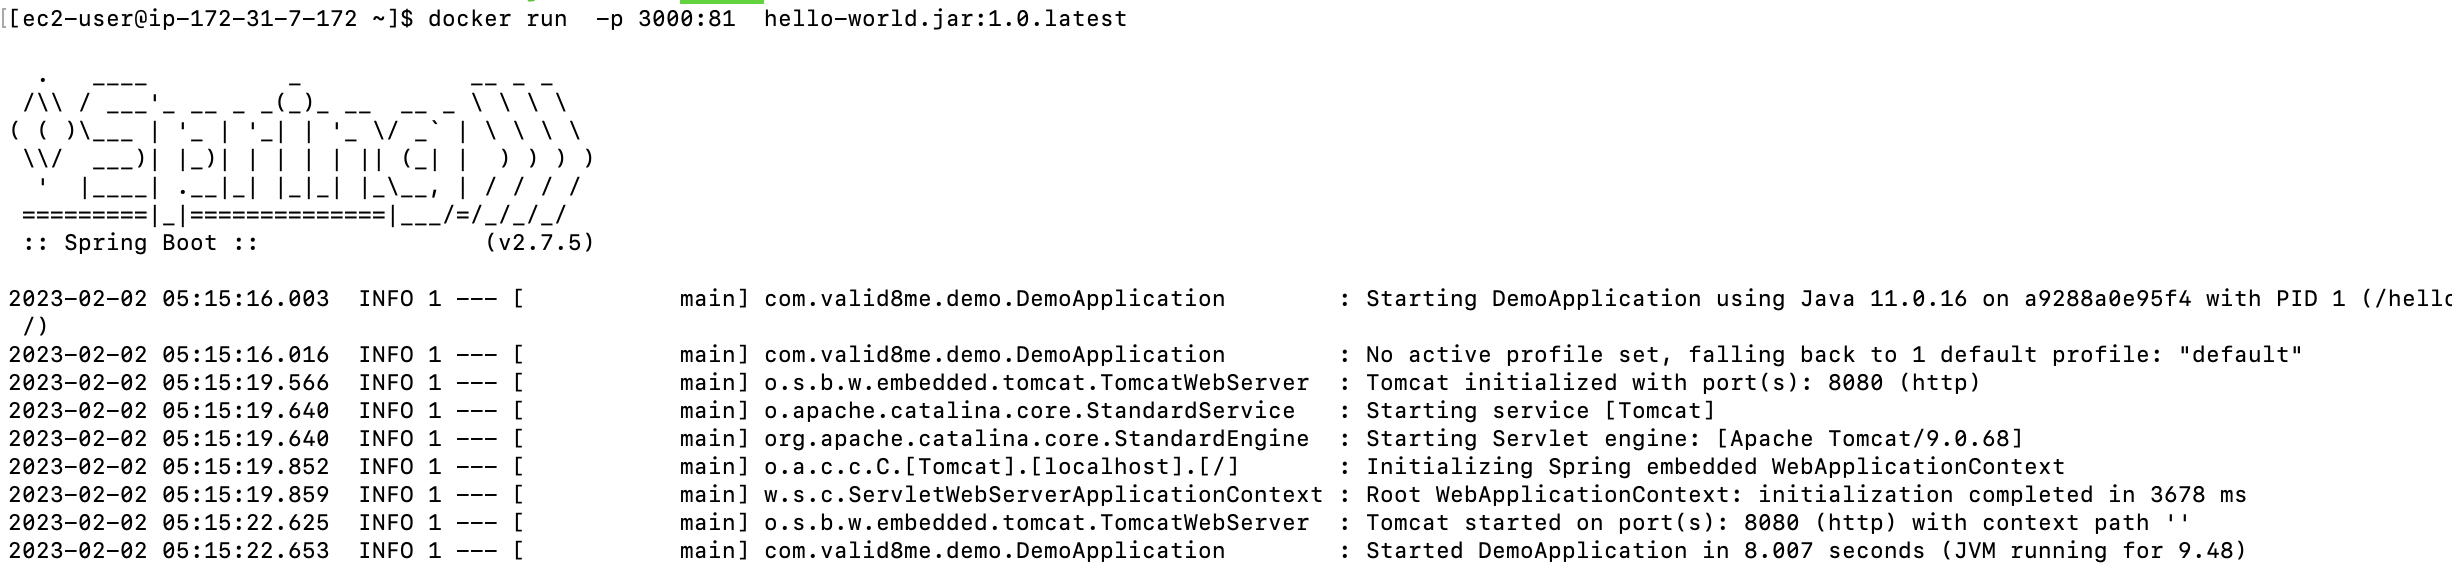 [[ec2-user@ip-172-31-7-172 ~]$ docker run  -p 3000:81  hello-world.jar:1.0.latest
  .   ____          _            __ _ _
 /\\ / ___'_ __ _ _(_)_ __  __ _ \ \ \ \
( ( )\___ | '_ | '_| | '_ \/ _` | \ \ \ \
 \\/  ___)| |_)| | | | | || (_| |  ) ) ) )
  '  |____| .__|_| |_|_| |_\__, | / / / /
 =========|_|==============|___/=/_/_/_/
 :: Spring Boot ::                (v2.7.5)
2023-02-02 05:15:16.003  INFO 1 --- [           main] com.valid8me.demo.DemoApplication        : Starting DemoApplication using Java 11.0.16 on a9288a0e95f4 with PID 1 (/hello
 /)
2023-02-02 05:15:16.016  INFO 1 --- [           main] com.valid8me.demo.DemoApplication        : No active profile set, falling back to 1 default profile: "default"
2023-02-02 05:15:19.566  INFO 1 --- [           main] o.s.b.w.embedded.tomcat.TomcatWebServer  : Tomcat initialized with port(s): 8080 (http)
2023-02-02 05:15:19.640  INFO 1 --- [           main] o.apache.catalina.core.StandardService   : Starting service [Tomcat]
2023-02-02 05:15:19.640  INFO 1 --- [           main] org.apache.catalina.core.StandardEngine  : Starting Servlet engine: [Apache Tomcat/9.0.68]
2023-02-02 05:15:19.852  INFO 1 --- [           main] o.a.c.c.C.[Tomcat].[localhost].[/]       : Initializing Spring embedded WebApplicationContext
2023-02-02 05:15:19.859  INFO 1 --- [           main] w.s.c.ServletWebServerApplicationContext : Root WebApplicationContext: initialization completed in 3678 ms
2023-02-02 05:15:22.625  INFO 1 --- [           main] o.s.b.w.embedded.tomcat.TomcatWebServer  : Tomcat started on port(s): 8080 (http) with context path ''
2023-02-02 05:15:22.653  INFO 1 --- [           main] com.valid8me.demo.DemoApplication        : Started DemoApplication in 8.007 seconds (JVM running for 9.48)